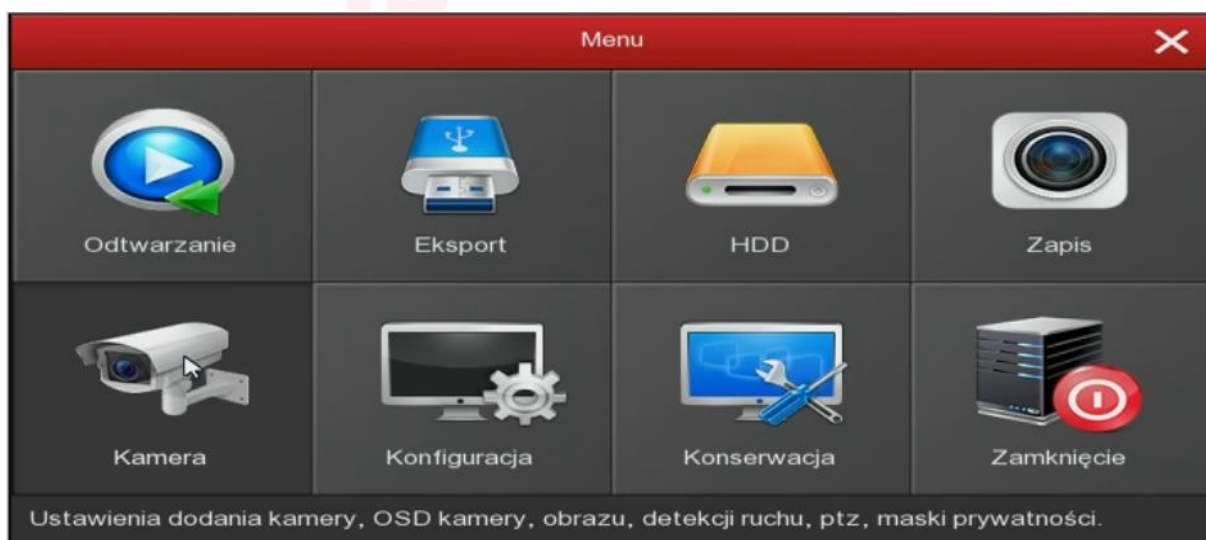 Menu
Odtwarzanie
Eksport
HDD
Zapis
Kamera
Konfiguracja
Konserwacja
Zamknięcie
Ustawienia dodania kamery, OSD kamery, obrazu, detekcji ruchu, ptz, maski prywatności.